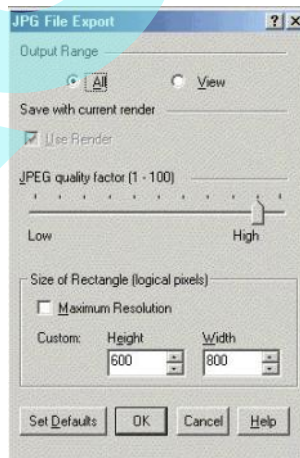 JPG File Export
Output Range
All View
Save with current render
Use Render
JPEG quality factor (1 - 100)
Low High
Size of Rectangle (logical pixels)
Maximum Resolution
Custom: Height Width
600 800
Set Defaults OK Cancel Help